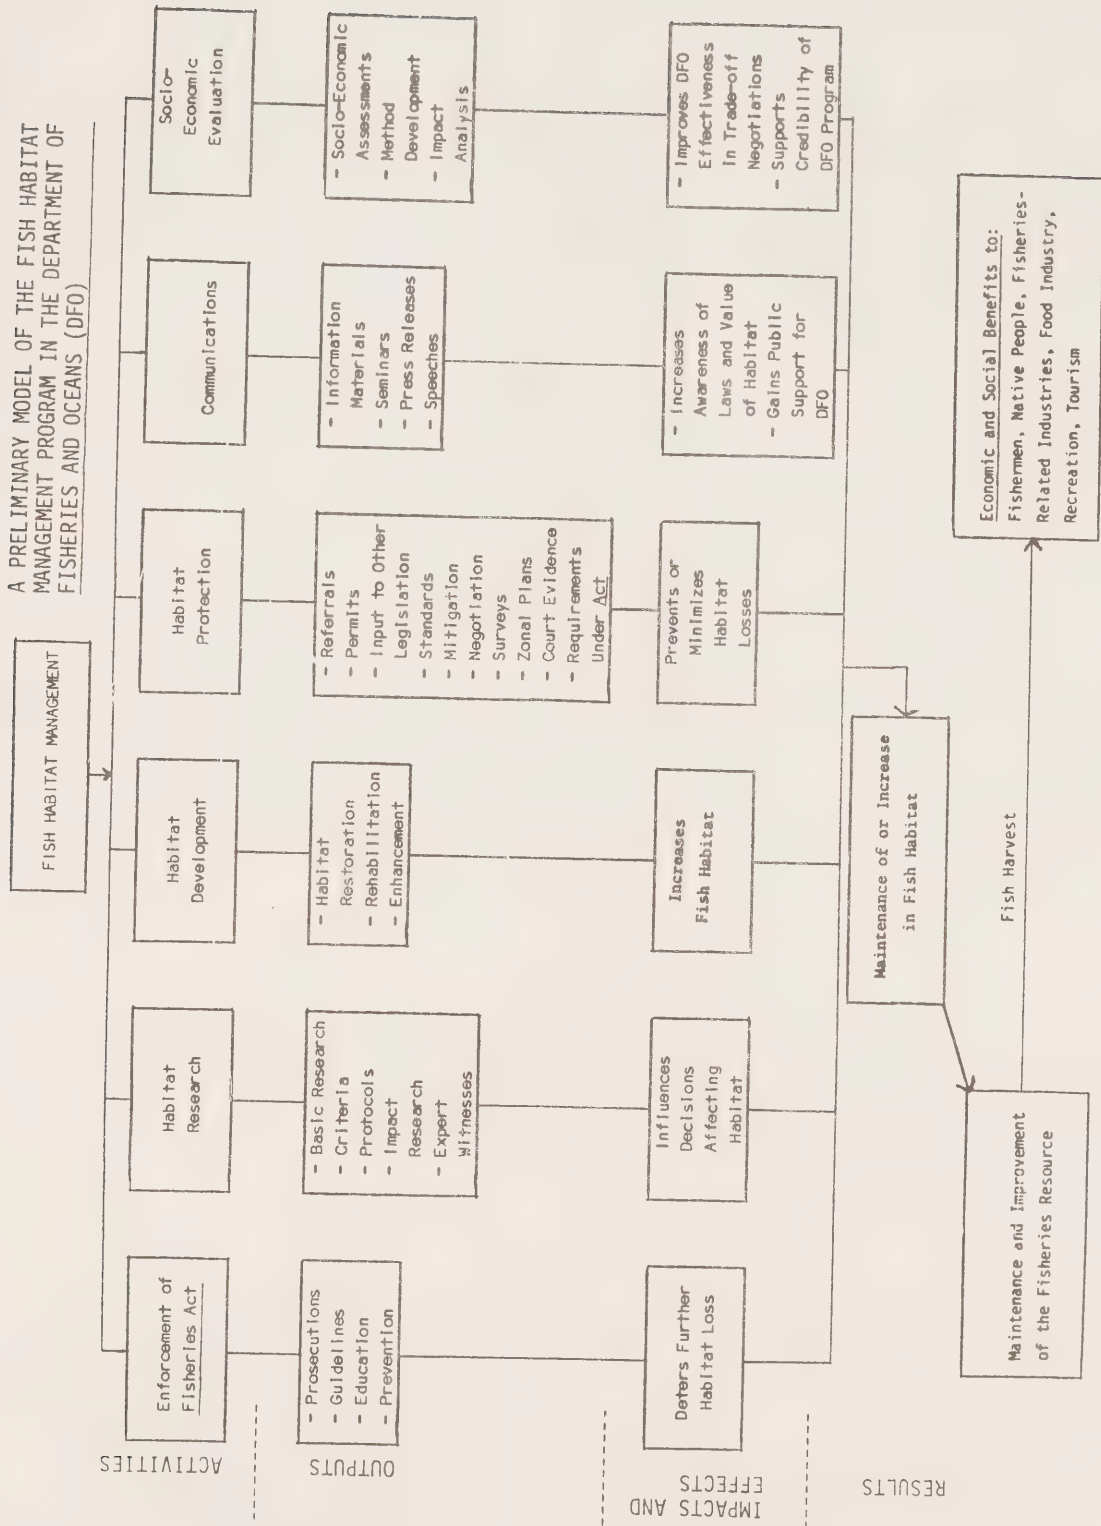 A PRELIMINARY MODEL OF THE FISH HABITAT
MANAGEMENT PROGRAM IN THE DEPARTMENT OF
FISHERIES AND OCEANS (DFO)
FISH HABITAT MANAGEMENT
ACTIVITIES
Enforcement of
Fisheries Act
Habitat
Research
Habitat
Development
Habitat
Protection
Communications
Socio-
Economic
Evaluation
OUTPUTS
- Prosecutions
- Guidelines
- Education
- Prevention
- Basic Research
- Criteria
- Protocols
- Impact
Research
- Expert
Witnesses
- Habitat
Restoration
- Rehabilitation
- Enhancement
- Referrals
- Permits
- Input to Other
Legislation
- Standards
- Mitigation
Negotiation
- Surveys
- Zonal Plans
- Court Evidence
- Requirements
Under Act
- Information
Materials
- Seminars
- Press Releases
- Speeches
- Socio-Economic
Assessments
- Method
Development
- Impact
Analysis
IMPACTS AND
EFFECTS
Deters Further
Habitat Loss
Influences
Decisions
Affecting
Habitat
Increases
Fish Habitat
Prevents or
Minimizes
Habitat
Losses
- Increases
Awareness of
Laws and Value
of Habitat
- Gains Public
Support for
DFO
- Improves DFO
Effectiveness
In Trade-off
Negotiations
- Supports
Credibility of
DFO Program
RESULTS
Maintenance of or Increase
in Fish Habitat
Maintenance and Improvement
of the Fisheries Resource
Fish Harvest
Economic and Social Benefits to:
Fishermen, Native People, Fisheries-
Related Industries, Food Industry,
Recreation, Tourism